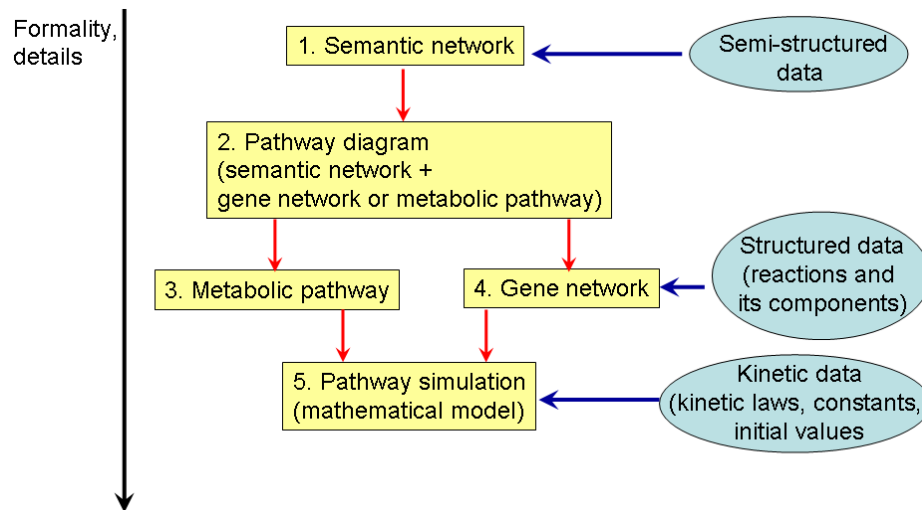 Formality,
details
1. Semantic network
Semi-structured
data
2. Pathway diagram
(semantic network +
gene network or metabolic pathway)
3. Metabolic pathway
4. Gene network
Structured data
(reactions and
its components)
5. Pathway simulation
(mathematical model)
Kinetic data
(kinetic laws, constants,
initial values